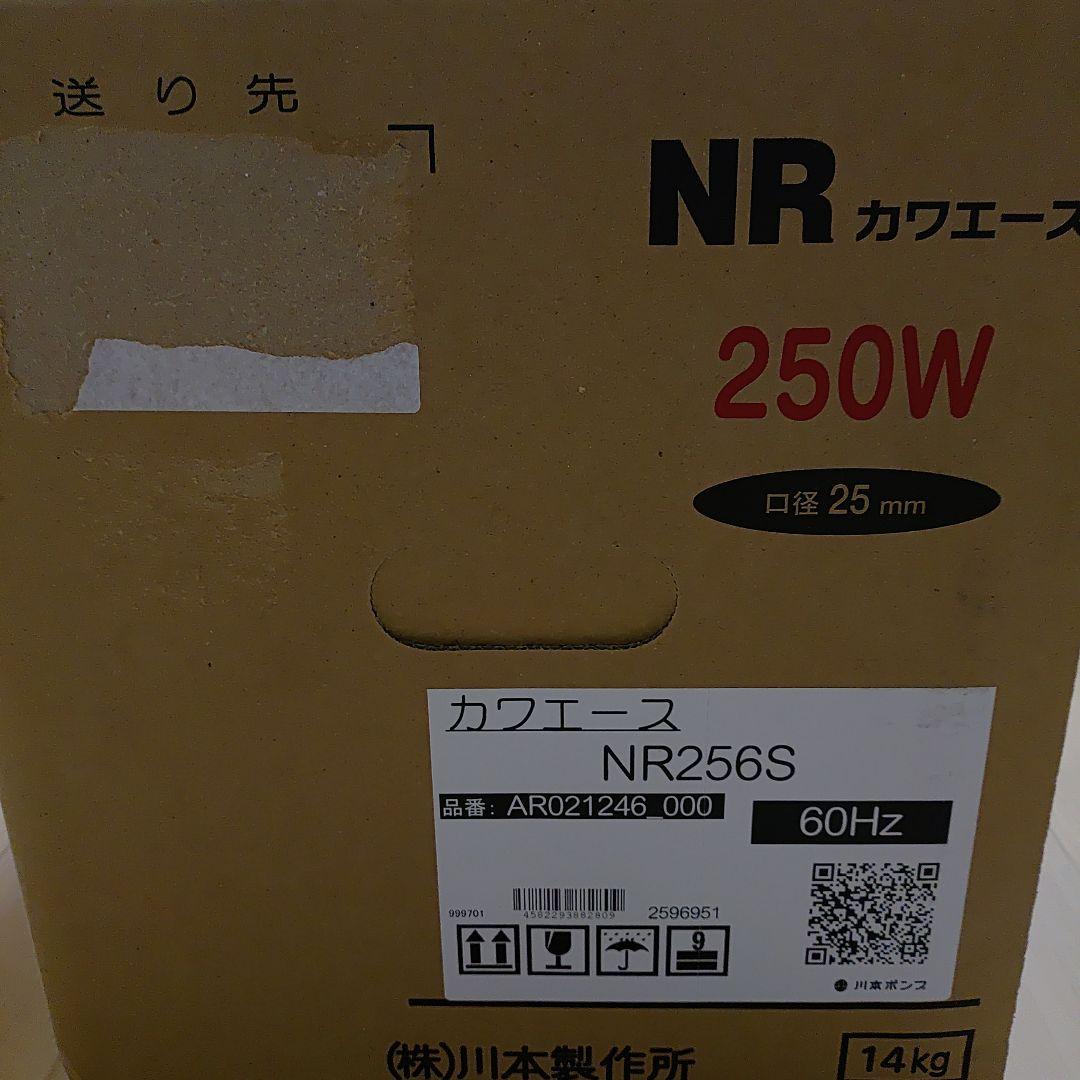 送り先
NR カワエース
250W
口径 25 mm
カワエース
NR256S
品番: AR021246_000
60Hz
999701
4582293882809
2596951
9
川本ポンプ
(株)川本製作所
14kg